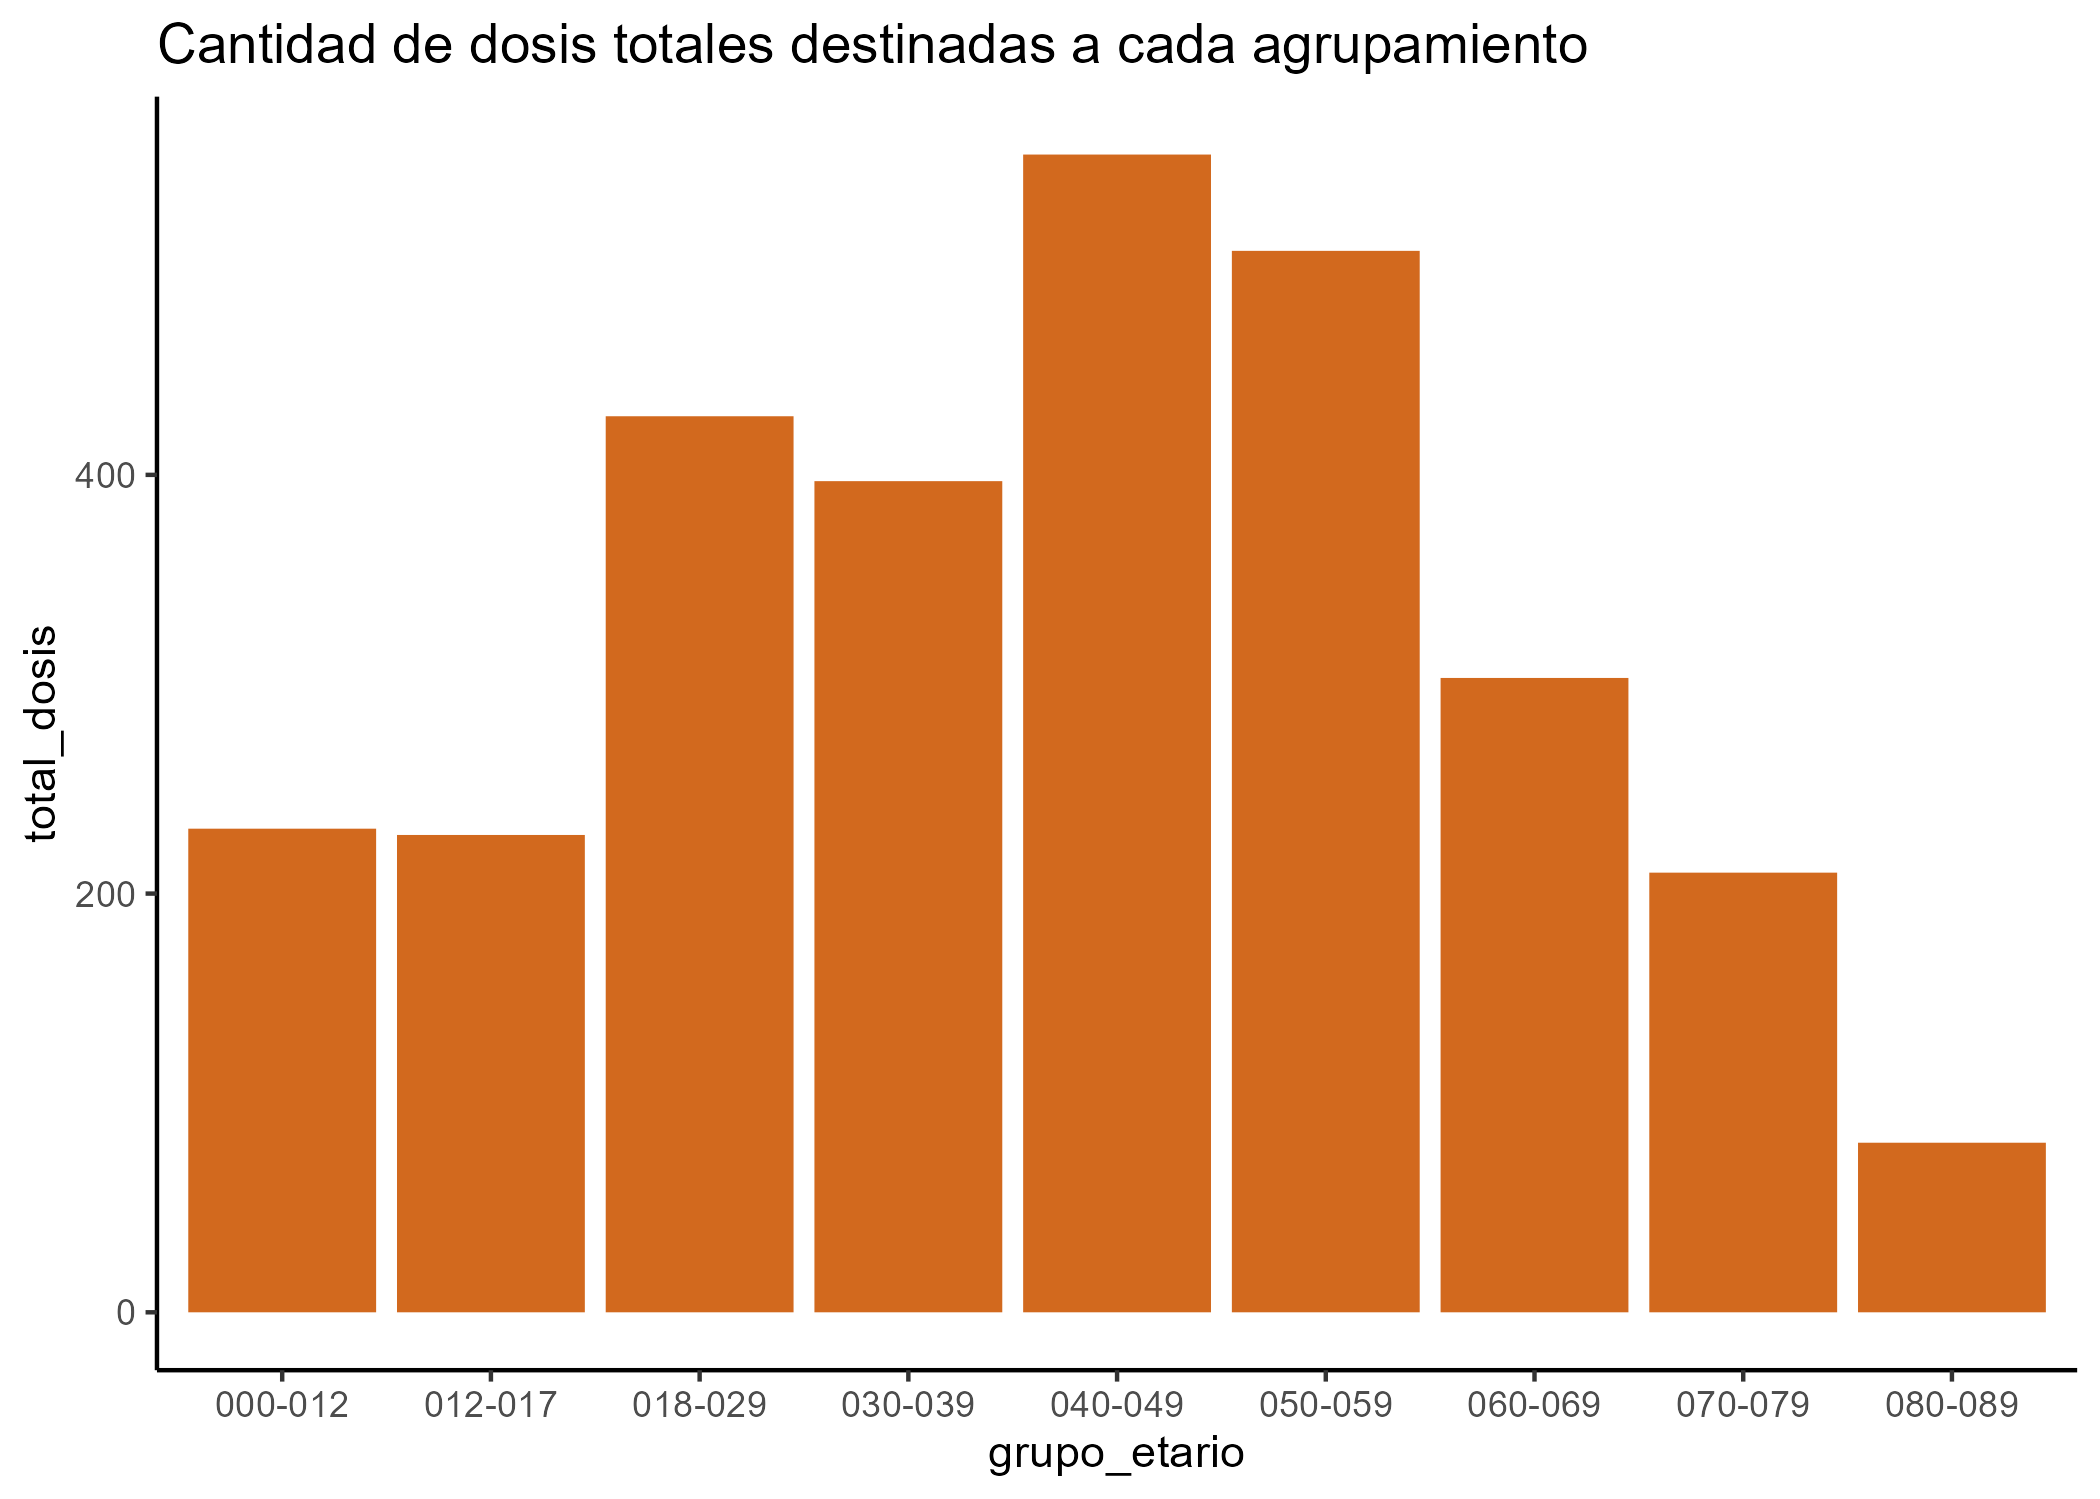 Cantidad de dosis totales destinadas a cada agrupamiento
total_dosis
400
200
0
000-012 012-017 018-029 030-039 040-049 050-059 060-069 070-079 080-089
grupo_etario